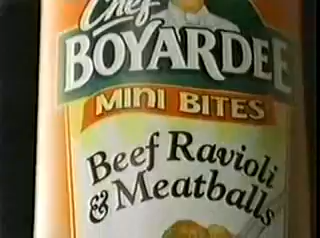 Chef
BOYARDEE
MINI BITES
Beef Ravioli
& Meatballs